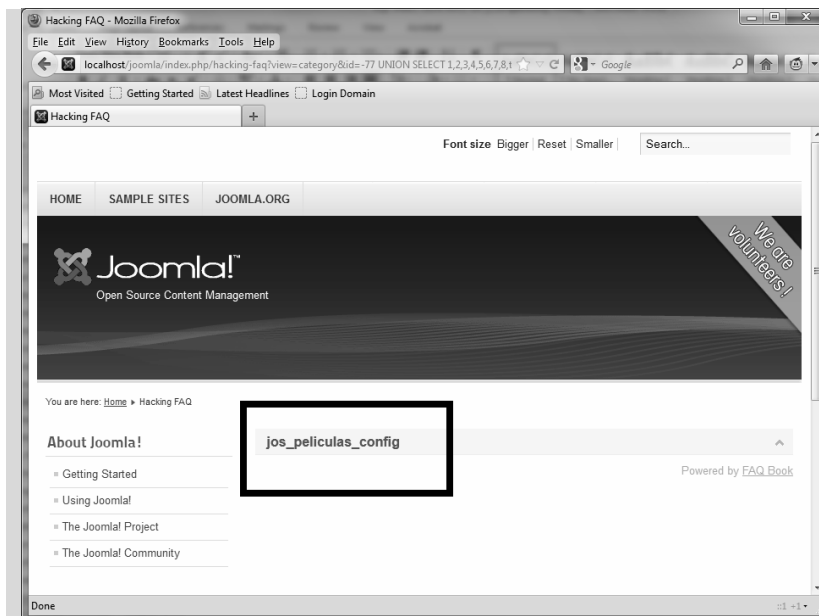 Hacking FAQ - Mozilla Firefox
File Edit View History Bookmarks Tools Help
localhost/joomla/index.php/hacking-faq?view=category&id=-77 UNION SELECT 1,2,3,4,5,6,7,8,t
Google
Most Visited Getting Started Latest Headlines Login Domain
Hacking FAQ +
Font size Bigger Reset Smaller Search...
HOME SAMPLE SITES JOOMLA.ORG
Joomla!™
Open Source Content Management
We are volunteers!
You are here: Home Hacking FAQ
About Joomla!
Getting Started
Using Joomla!
The Joomla! Project
The Joomla! Community
jos_peliculas_config
Powered by FAQ Book
Done